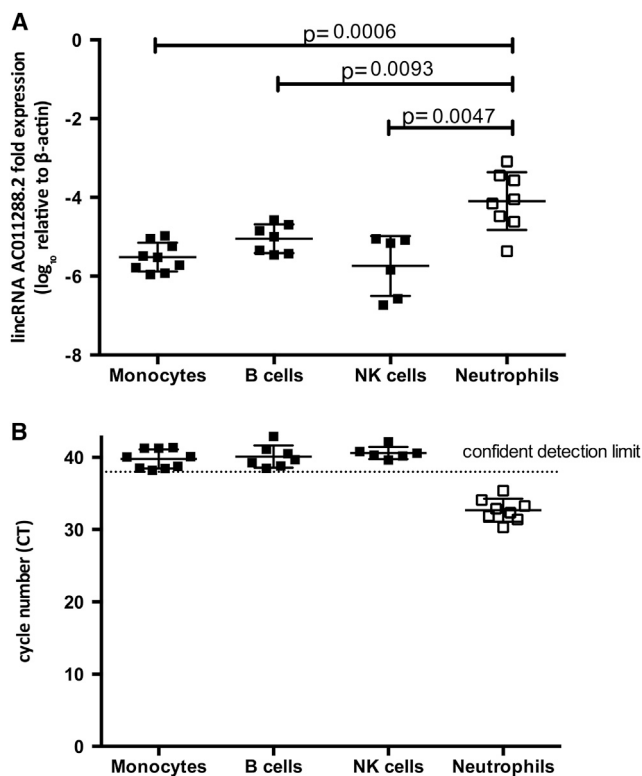 A
p= 0.0006
p= 0.0093
p= 0.0047
lincRNA AC011288.2 fold expression
(log₁₀ relative to β-actin)
0
-2
-4
-6
-8
Monocytes B cells NK cells Neutrophils
B
confident detection limit
cycle number (CT)
40
30
20
10
0
Monocytes B cells NK cells Neutrophils